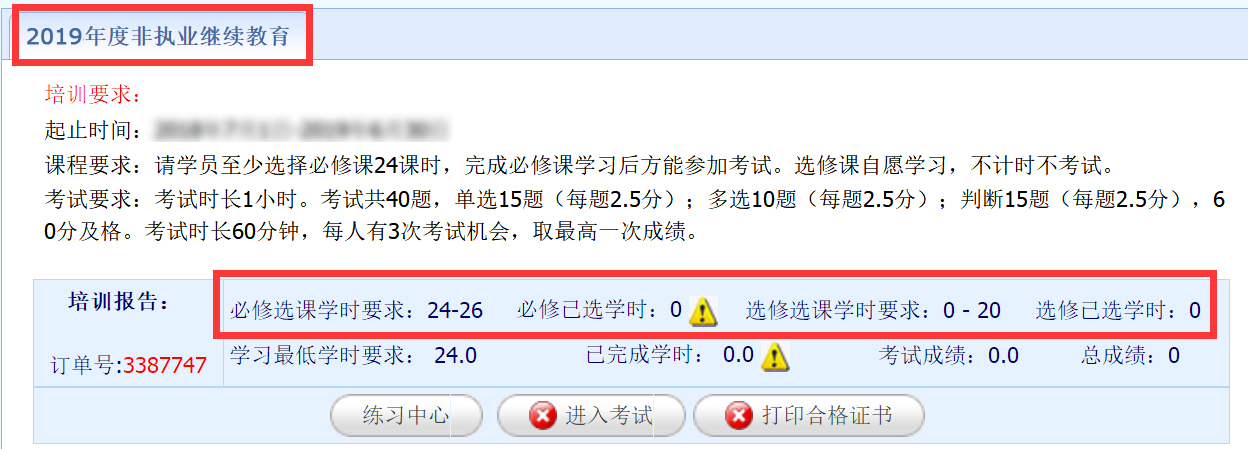 2019年度非执业继续教育
培训要求：
起止时间：
课程要求：请学员至少选择必修课24课时，完成必修课学习后方能参加考试。选修课自愿学习，不计时不考试。
考试要求：考试时长1小时。考试共40题，单选15题（每题2.5分）；多选10题（每题2.5分）；判断15题（每题2.5分），6
0分及格。考试时长60分钟，每人有3次考试机会，取最高一次成绩。
培训报告：
订单号:3387747
必修选课学时要求：24-26 必修已选学时：0 选修选课学时要求：0 - 20 选修已选学时：0
学习最低学时要求： 24.0 已完成学时： 0.0 考试成绩：0.0 总成绩：0
练习中心 进入考试 打印合格证书